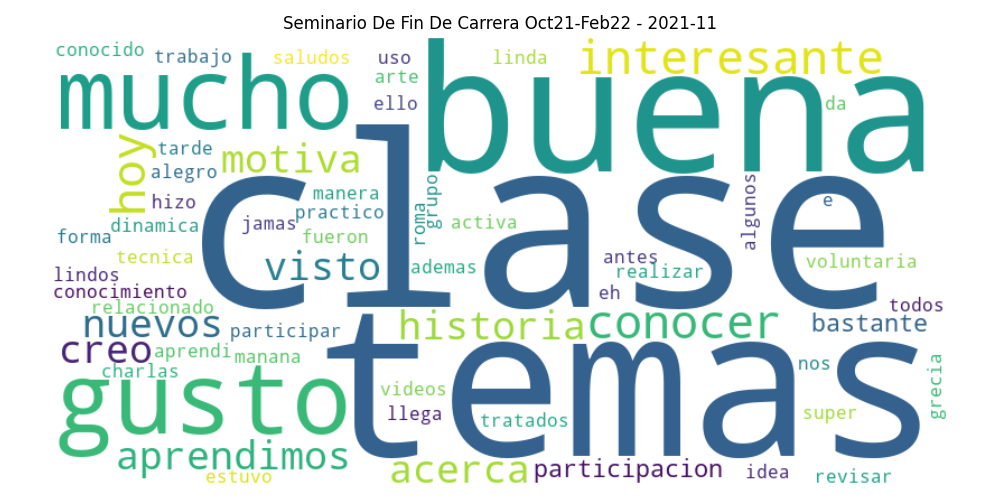 Seminario De Fin De Carrera Oct21-Feb22 - 2021-11
conocido
trabajo
saludos
uso
linda
interesante
arte
mucho
buena
ello
da
hoy
tarde
motiva
alegro
clase
manera
grupo
algunos
hizo
practico
e
dinamica
jamas
roma
activa
forma
fueron
tecnica
visto
ademas
antes
realizar
voluntaria
lindos
conocimiento
eh
relacionado
todos
nuevos
participar
historia
conocer
bastante
creo
aprendi
manana
temas
nos
charlas
grecia
gusto
videos
llega
tratados
super
aprendimos
acerca
participacion
idea
estuvo
revisar